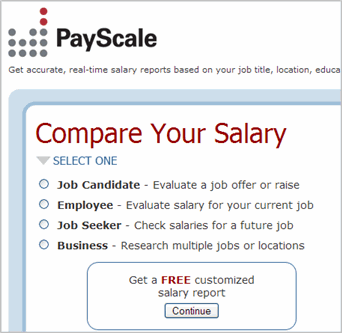 PayScale
Get accurate, real-time salary reports based on your job title, location, educa
Compare Your Salary
SELECT ONE
Job Candidate - Evaluate a job offer or raise
Employee - Evaluate salary for your current job
Job Seeker - Check salaries for a future job
Business - Research multiple jobs or locations
Get a FREE customized
salary report
Continue